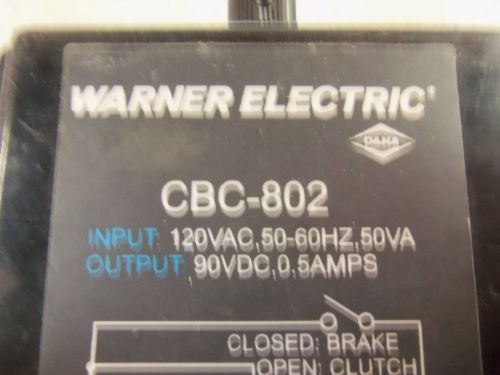 WARNER ELECTRIC
DANA
CBC-802
INPUT: 120VAC,50-60HZ,50VA
OUTPUT: 90VDC,0.5AMPS
CLOSED: BRAKE
OPEN: CLUTCH